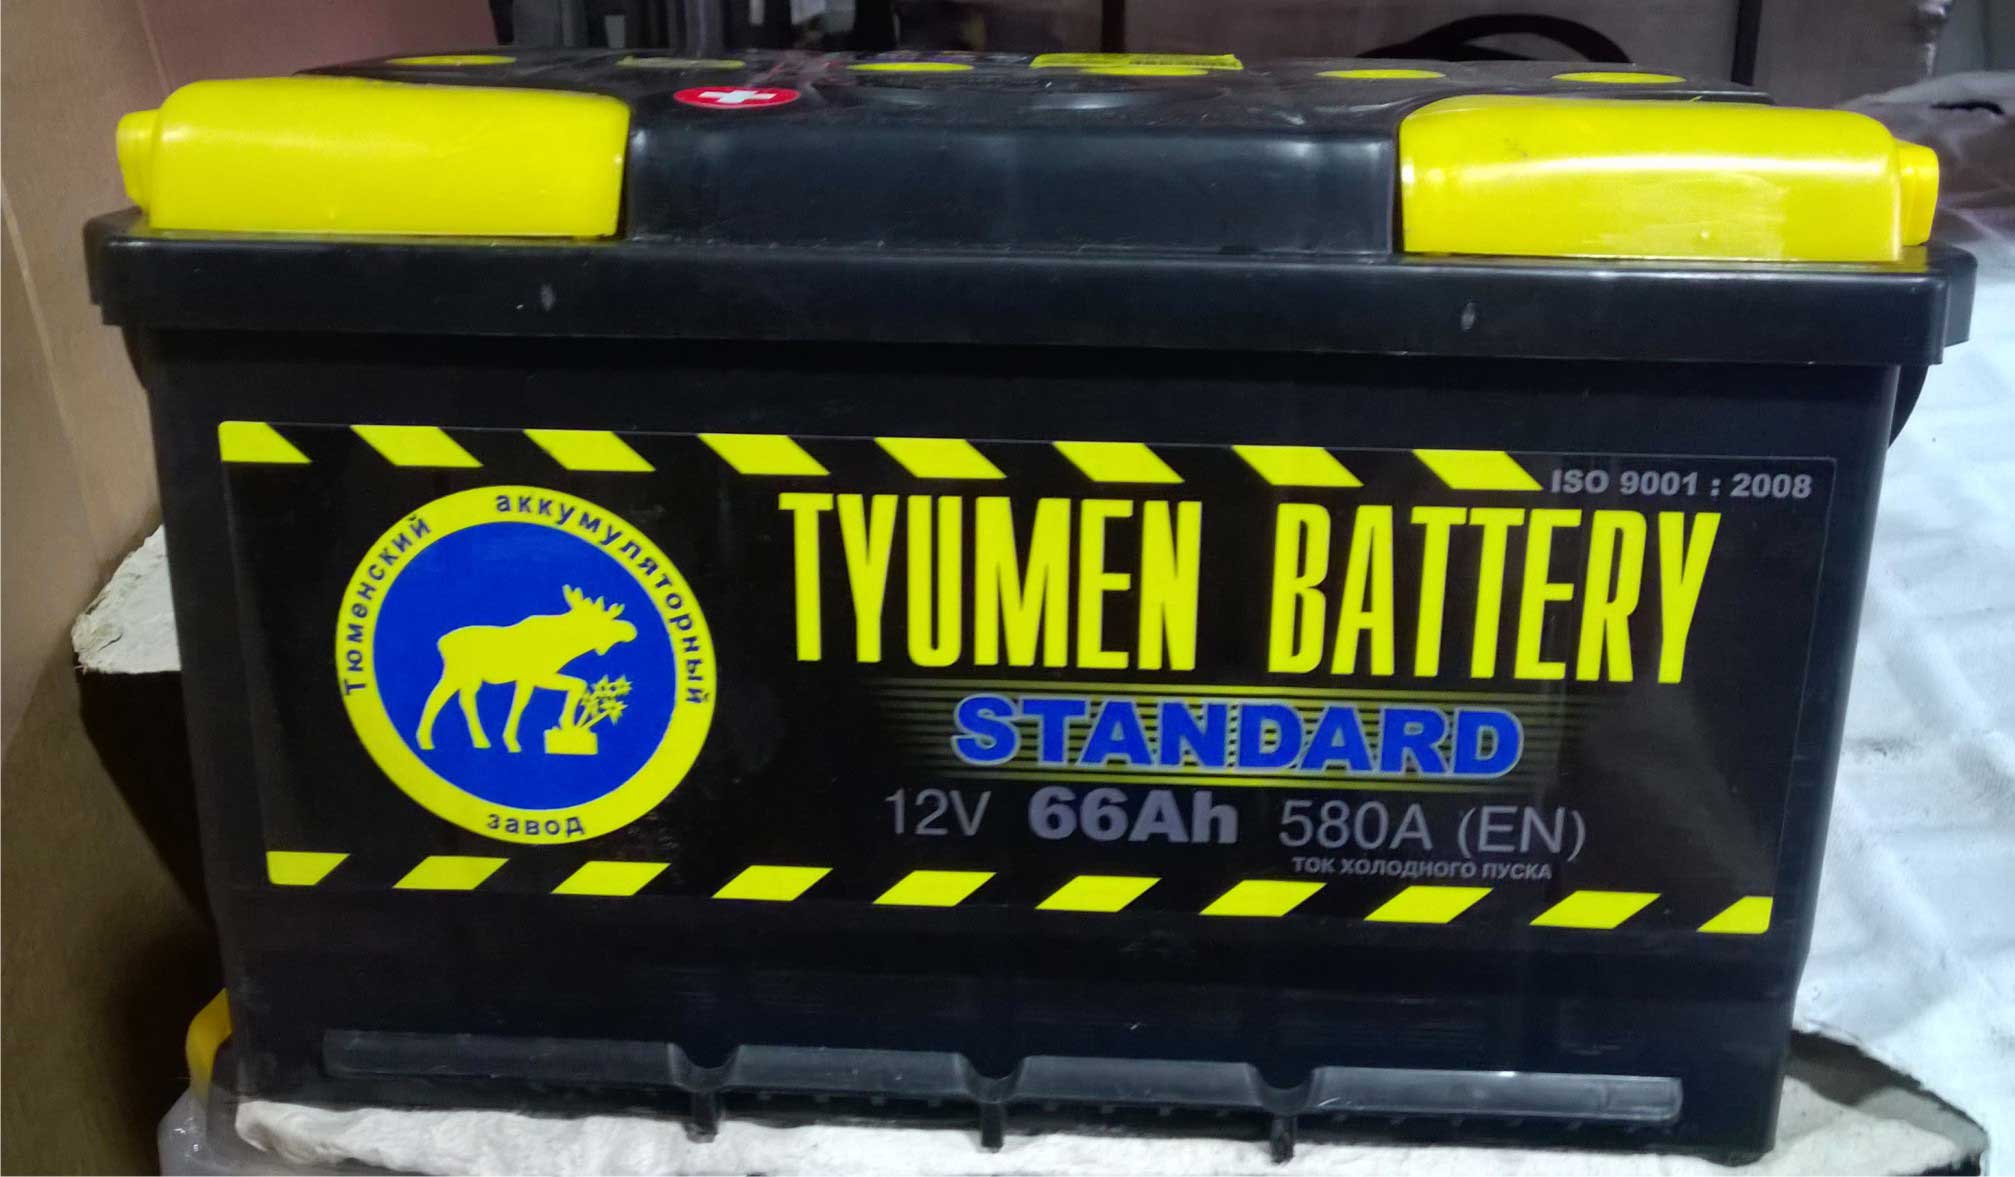 ISO 9001 : 2008
Тюменский аккумуляторный
завод
TYUMEN BATTERY
STANDARD
12V 66Ah 580A (EN)
ТОК ХОЛОДНОГО ПУСКА